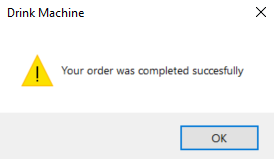 Drink Machine
Your order was completed succesfully
OK